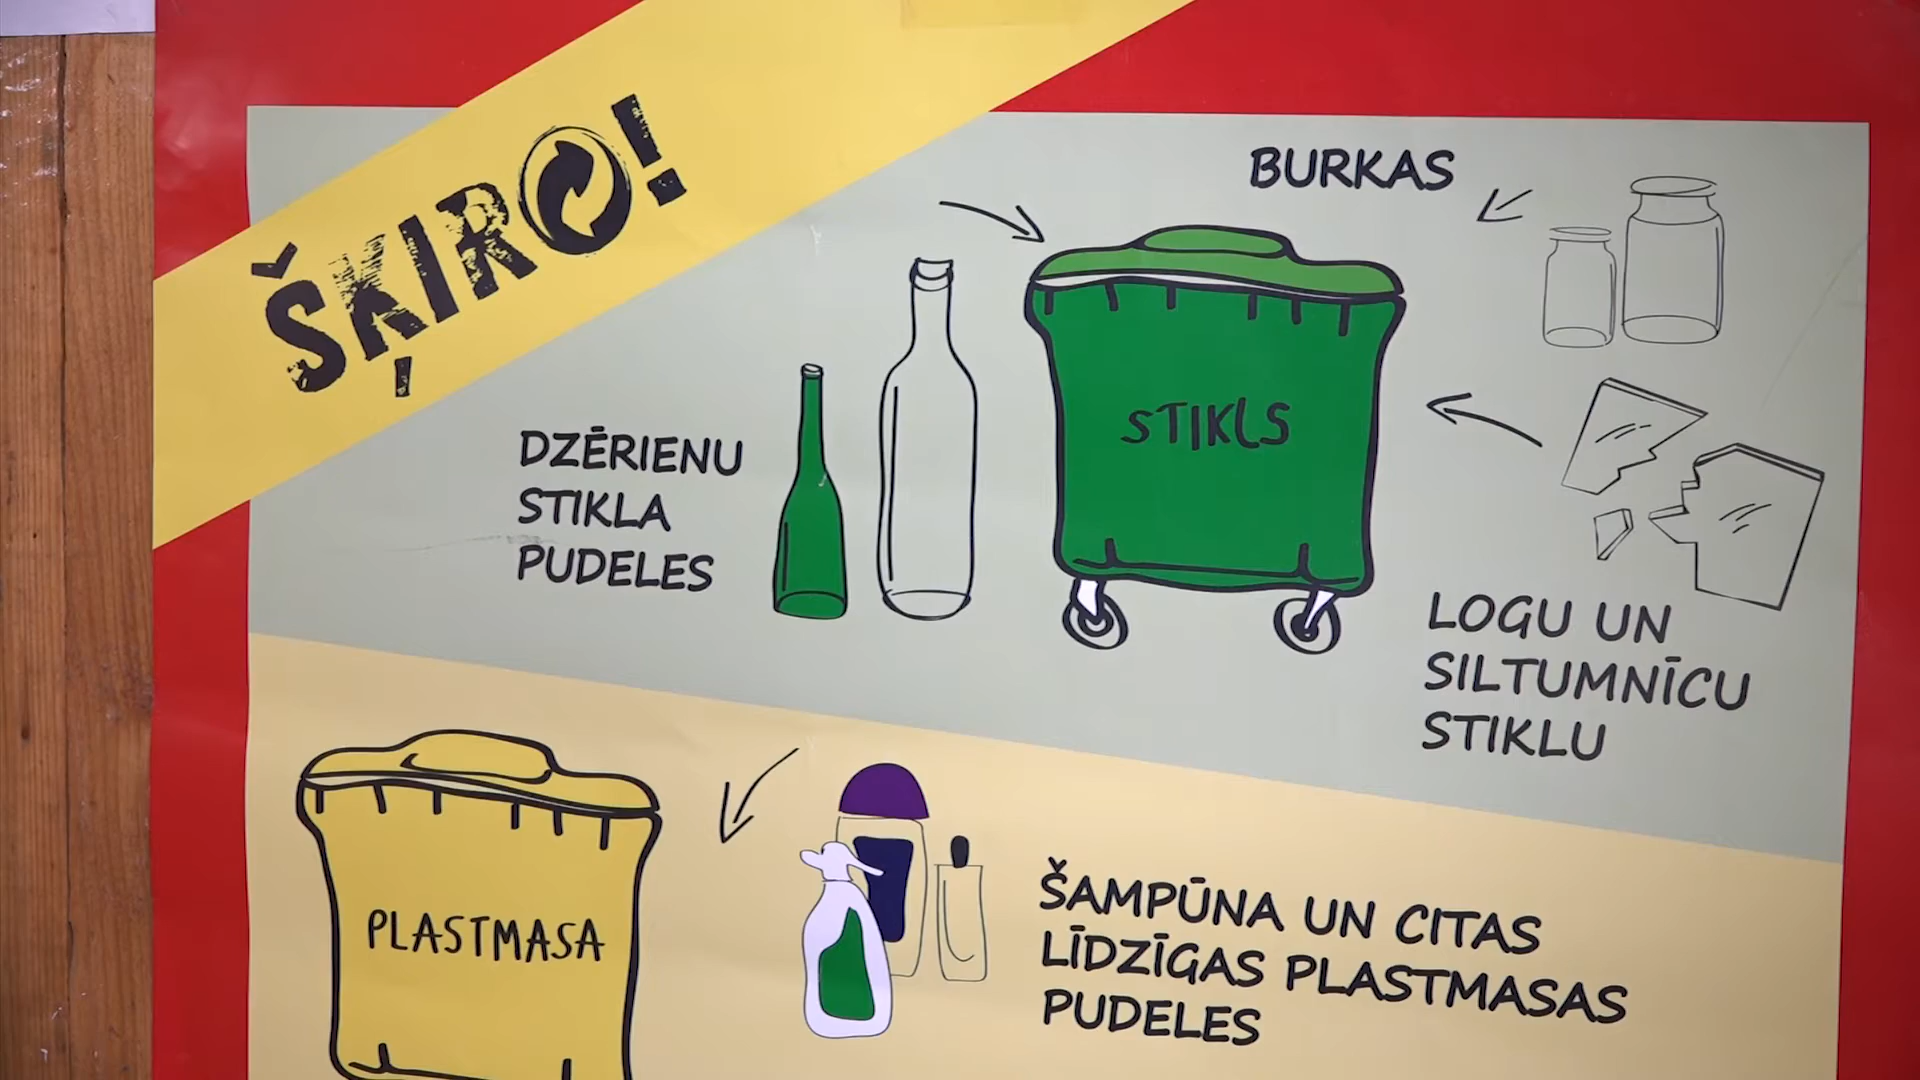 ŠĶIRO!
BURKAS
STIKLS
DZĒRIENU
STIKLA
PUDELES
LOGU UN
SILTUMNĪCU
STIKLU
PLASTMASA
ŠAMPŪNA UN CITAS
LĪDZĪGAS PLASTMASAS
PUDELES